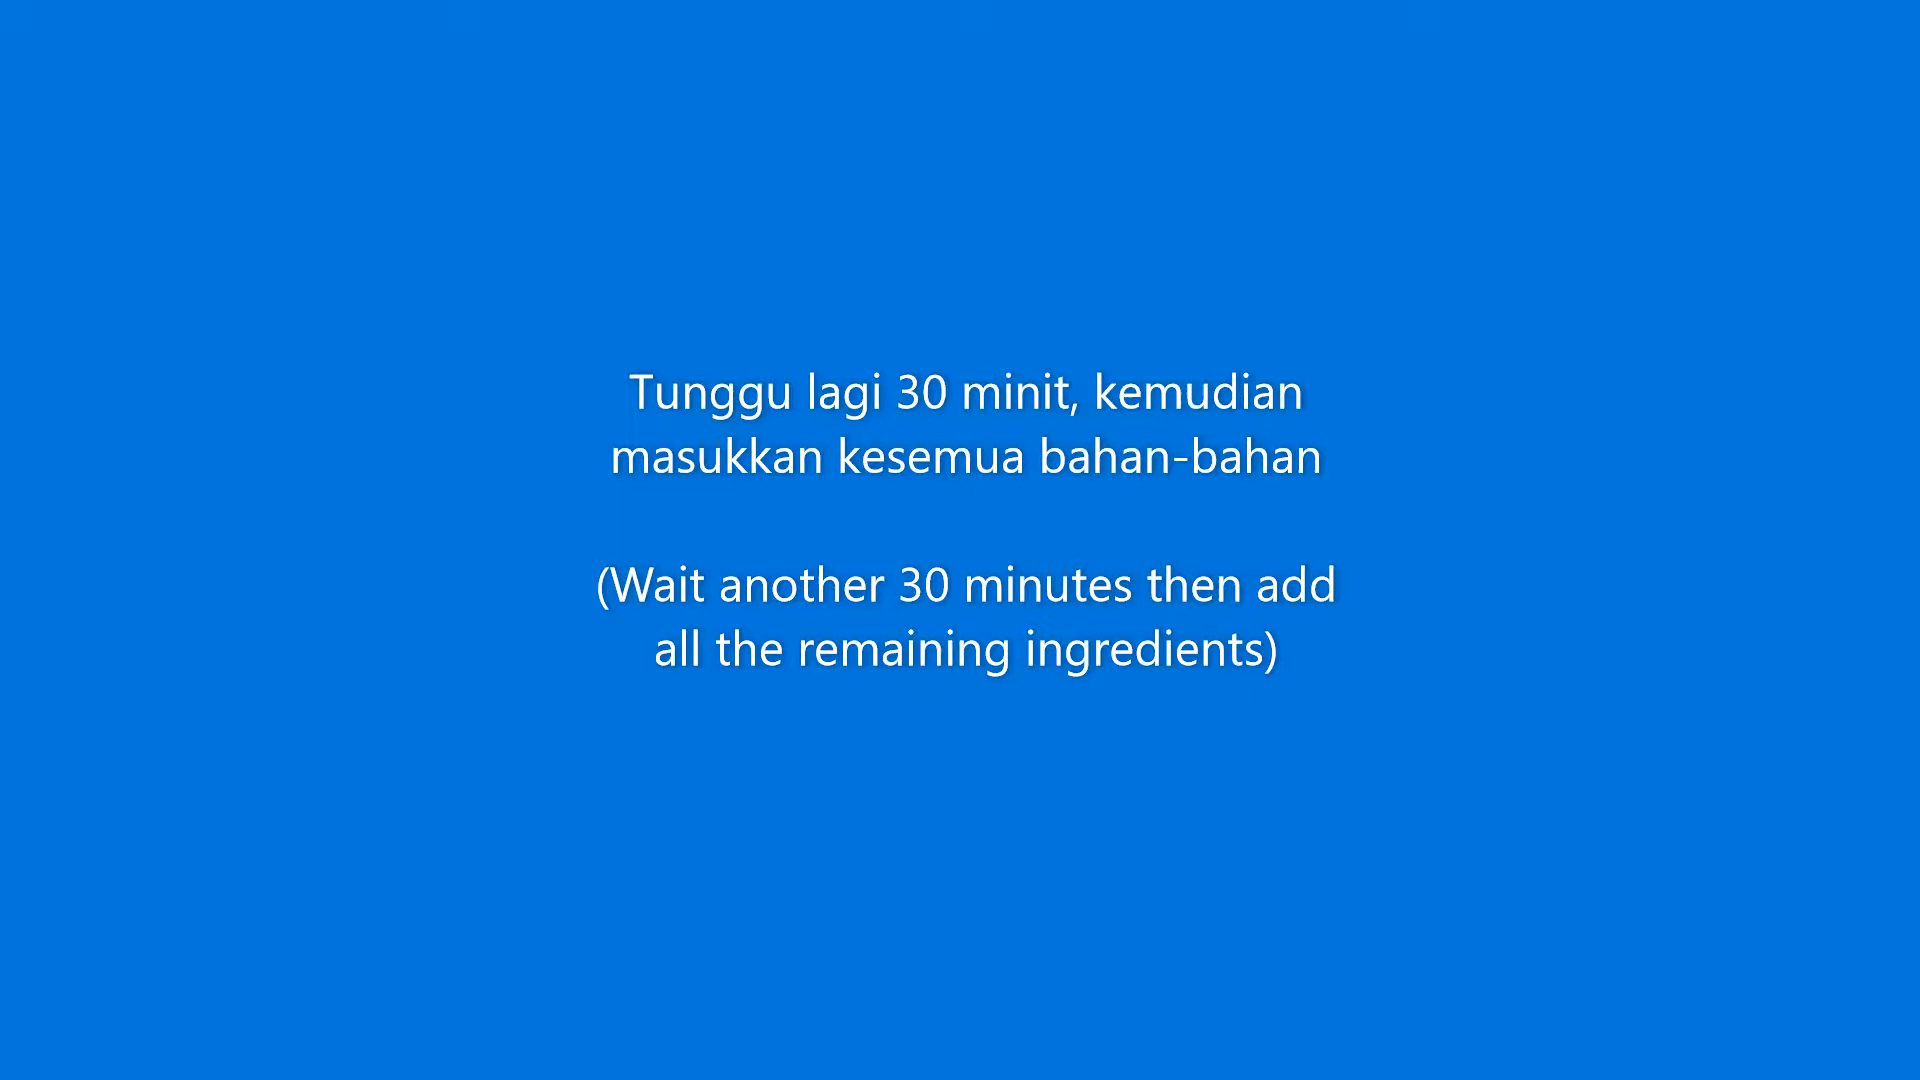 Tunggu lagi 30 minit, kemudian
masukkan kesemua bahan-bahan
(Wait another 30 minutes then add
all the remaining ingredients)